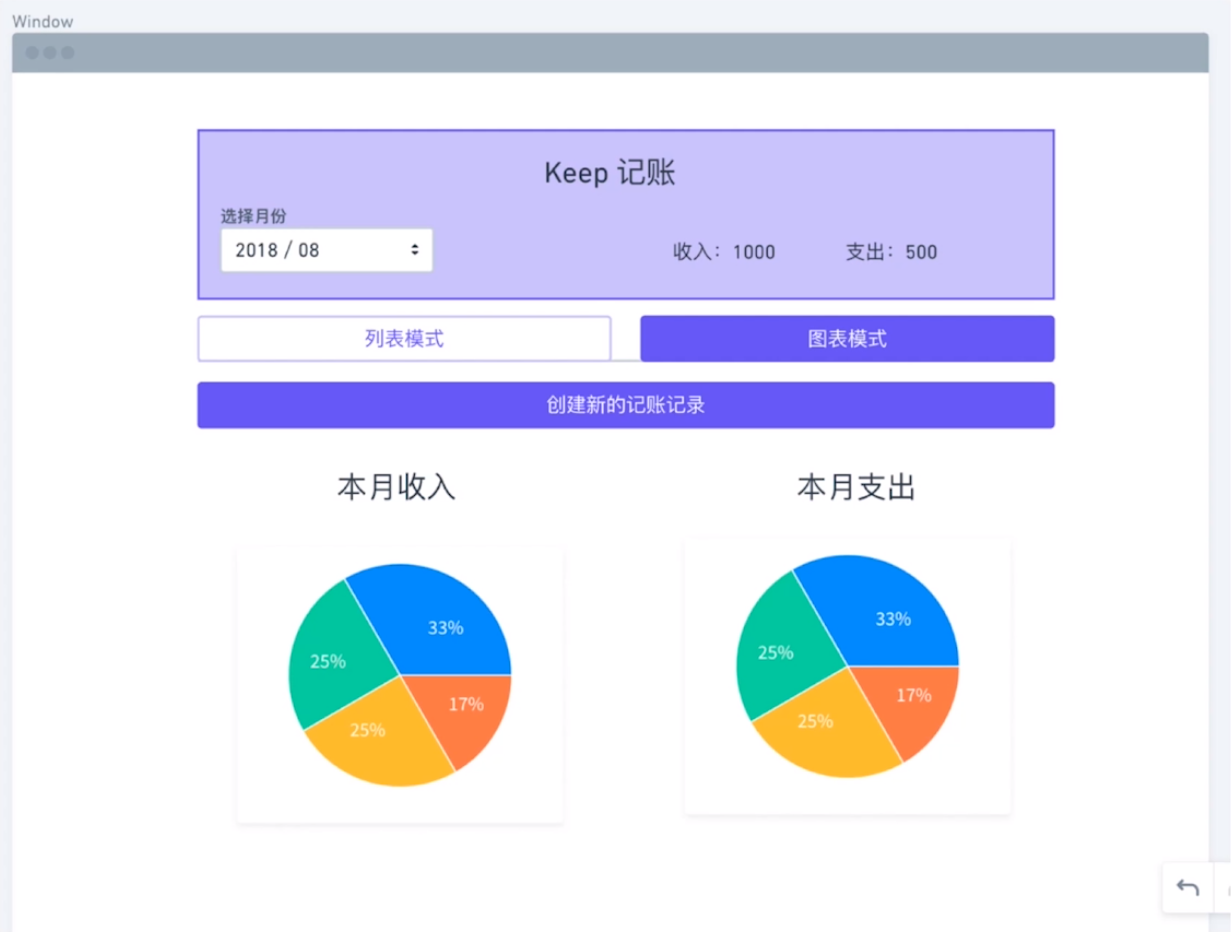 Window
Keep 记账
选择月份
2018 / 08
收入：1000 支出：500
列表模式 图表模式
创建新的记账记录
本月收入 本月支出
33% 33%
25% 25%
17% 17%
25% 25%